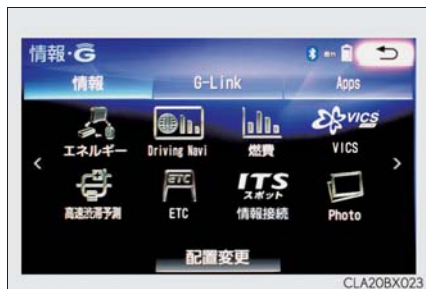 情報・G
情報 G-Link Apps
エネルギー Driving Navi 燃費 VICS
VICS
高速渋滞予測 ETC ITS スポット 情報接続 Photo
ETC
配置変更
CLA20BX023